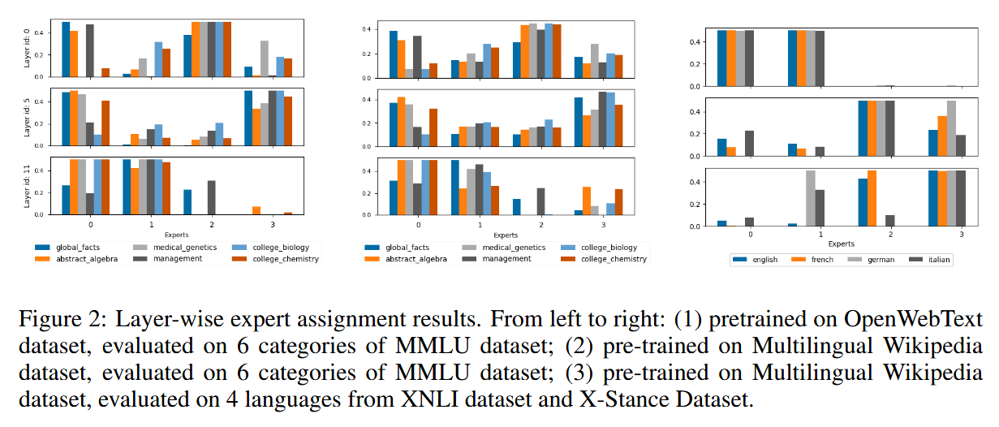 Layer id: 0
0.4
0.2
0.0
Layer id: 5
0.4
0.2
0.0
Layer id: 11
0.4
0.2
0.0
0 1 2 3
Experts
global_facts medical_genetics college_biology
abstract_algebra management college_chemistry
0.4
0.2
0.0
0.4
0.2
0.0
0.4
0.2
0.0
0 1 2 3
Experts
global_facts medical_genetics college_biology
abstract_algebra management college_chemistry
0.4
0.2
0.0
0.4
0.2
0.0
0.4
0.2
0.0
0 1 2 3
Experts
english french german italian
Figure 2: Layer-wise expert assignment results. From left to right: (1) pretrained on OpenWebText
dataset, evaluated on 6 categories of MMLU dataset; (2) pre-trained on Multilingual Wikipedia
dataset, evaluated on 6 categories of MMLU dataset; (3) pre-trained on Multilingual Wikipedia
dataset, evaluated on 4 languages from XNLI dataset and X-Stance Dataset.